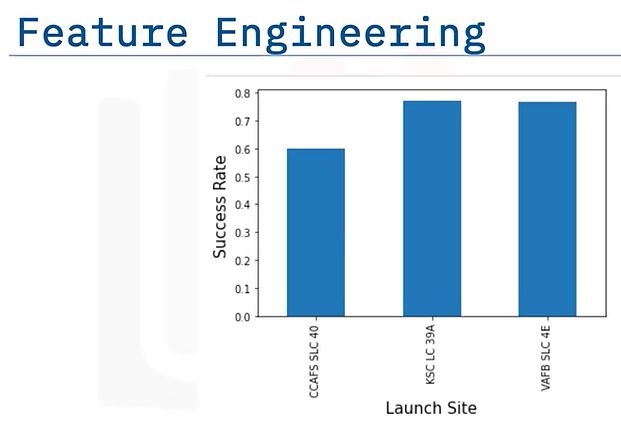 Feature Engineering
0.8
0.7
0.6
0.5
0.4
0.3
0.2
0.1
0.0
Success Rate
CCAFS SLC 40
KSC LC 39A
VAFB SLC 4E
Launch Site